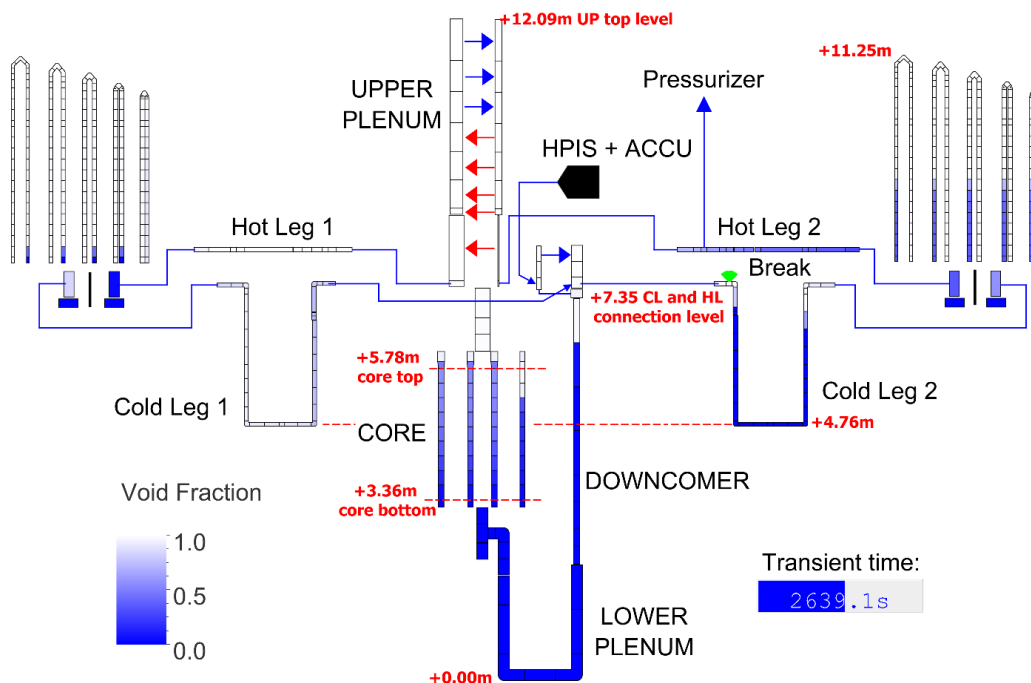 +12.09m UP top level
+11.25m
UPPER
PLENUM
Pressurizer
HPIS + ACCU
Hot Leg 1
Hot Leg 2
Break
+7.35 CL and HL
connection level
+5.78m
core top
Cold Leg 1
Cold Leg 2
+4.76m
CORE
DOWNCOMER
+3.36m
core bottom
Void Fraction
1.0
0.5
0.0
Transient time:
2639.1s
LOWER
PLENUM
+0.00m